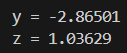 y = -2.86501
z = 1.03629